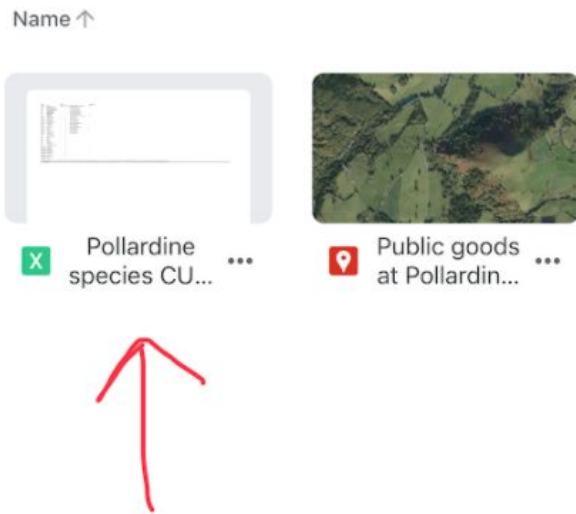 Name ↑
Pollardine
species CU...
Public goods
at Pollardin...